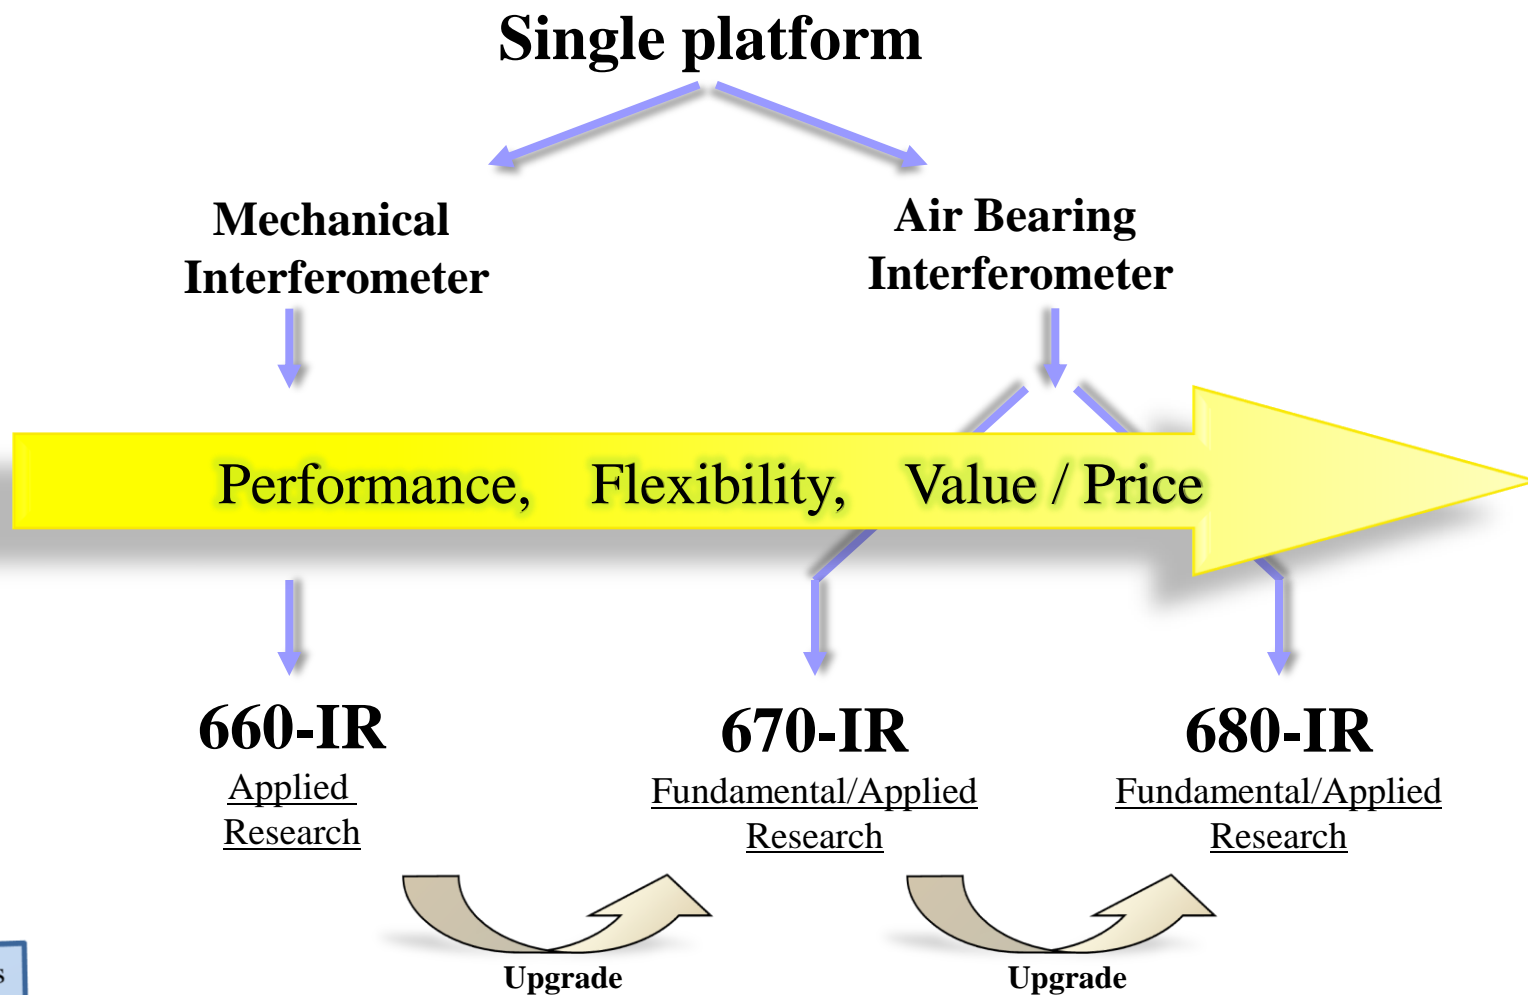 Single platform
Mechanical
Interferometer
Air Bearing
Interferometer
Performance, Flexibility, Value / Price
660-IR
Applied
Research
670-IR
Fundamental/Applied
Research
680-IR
Fundamental/Applied
Research
Upgrade
Upgrade